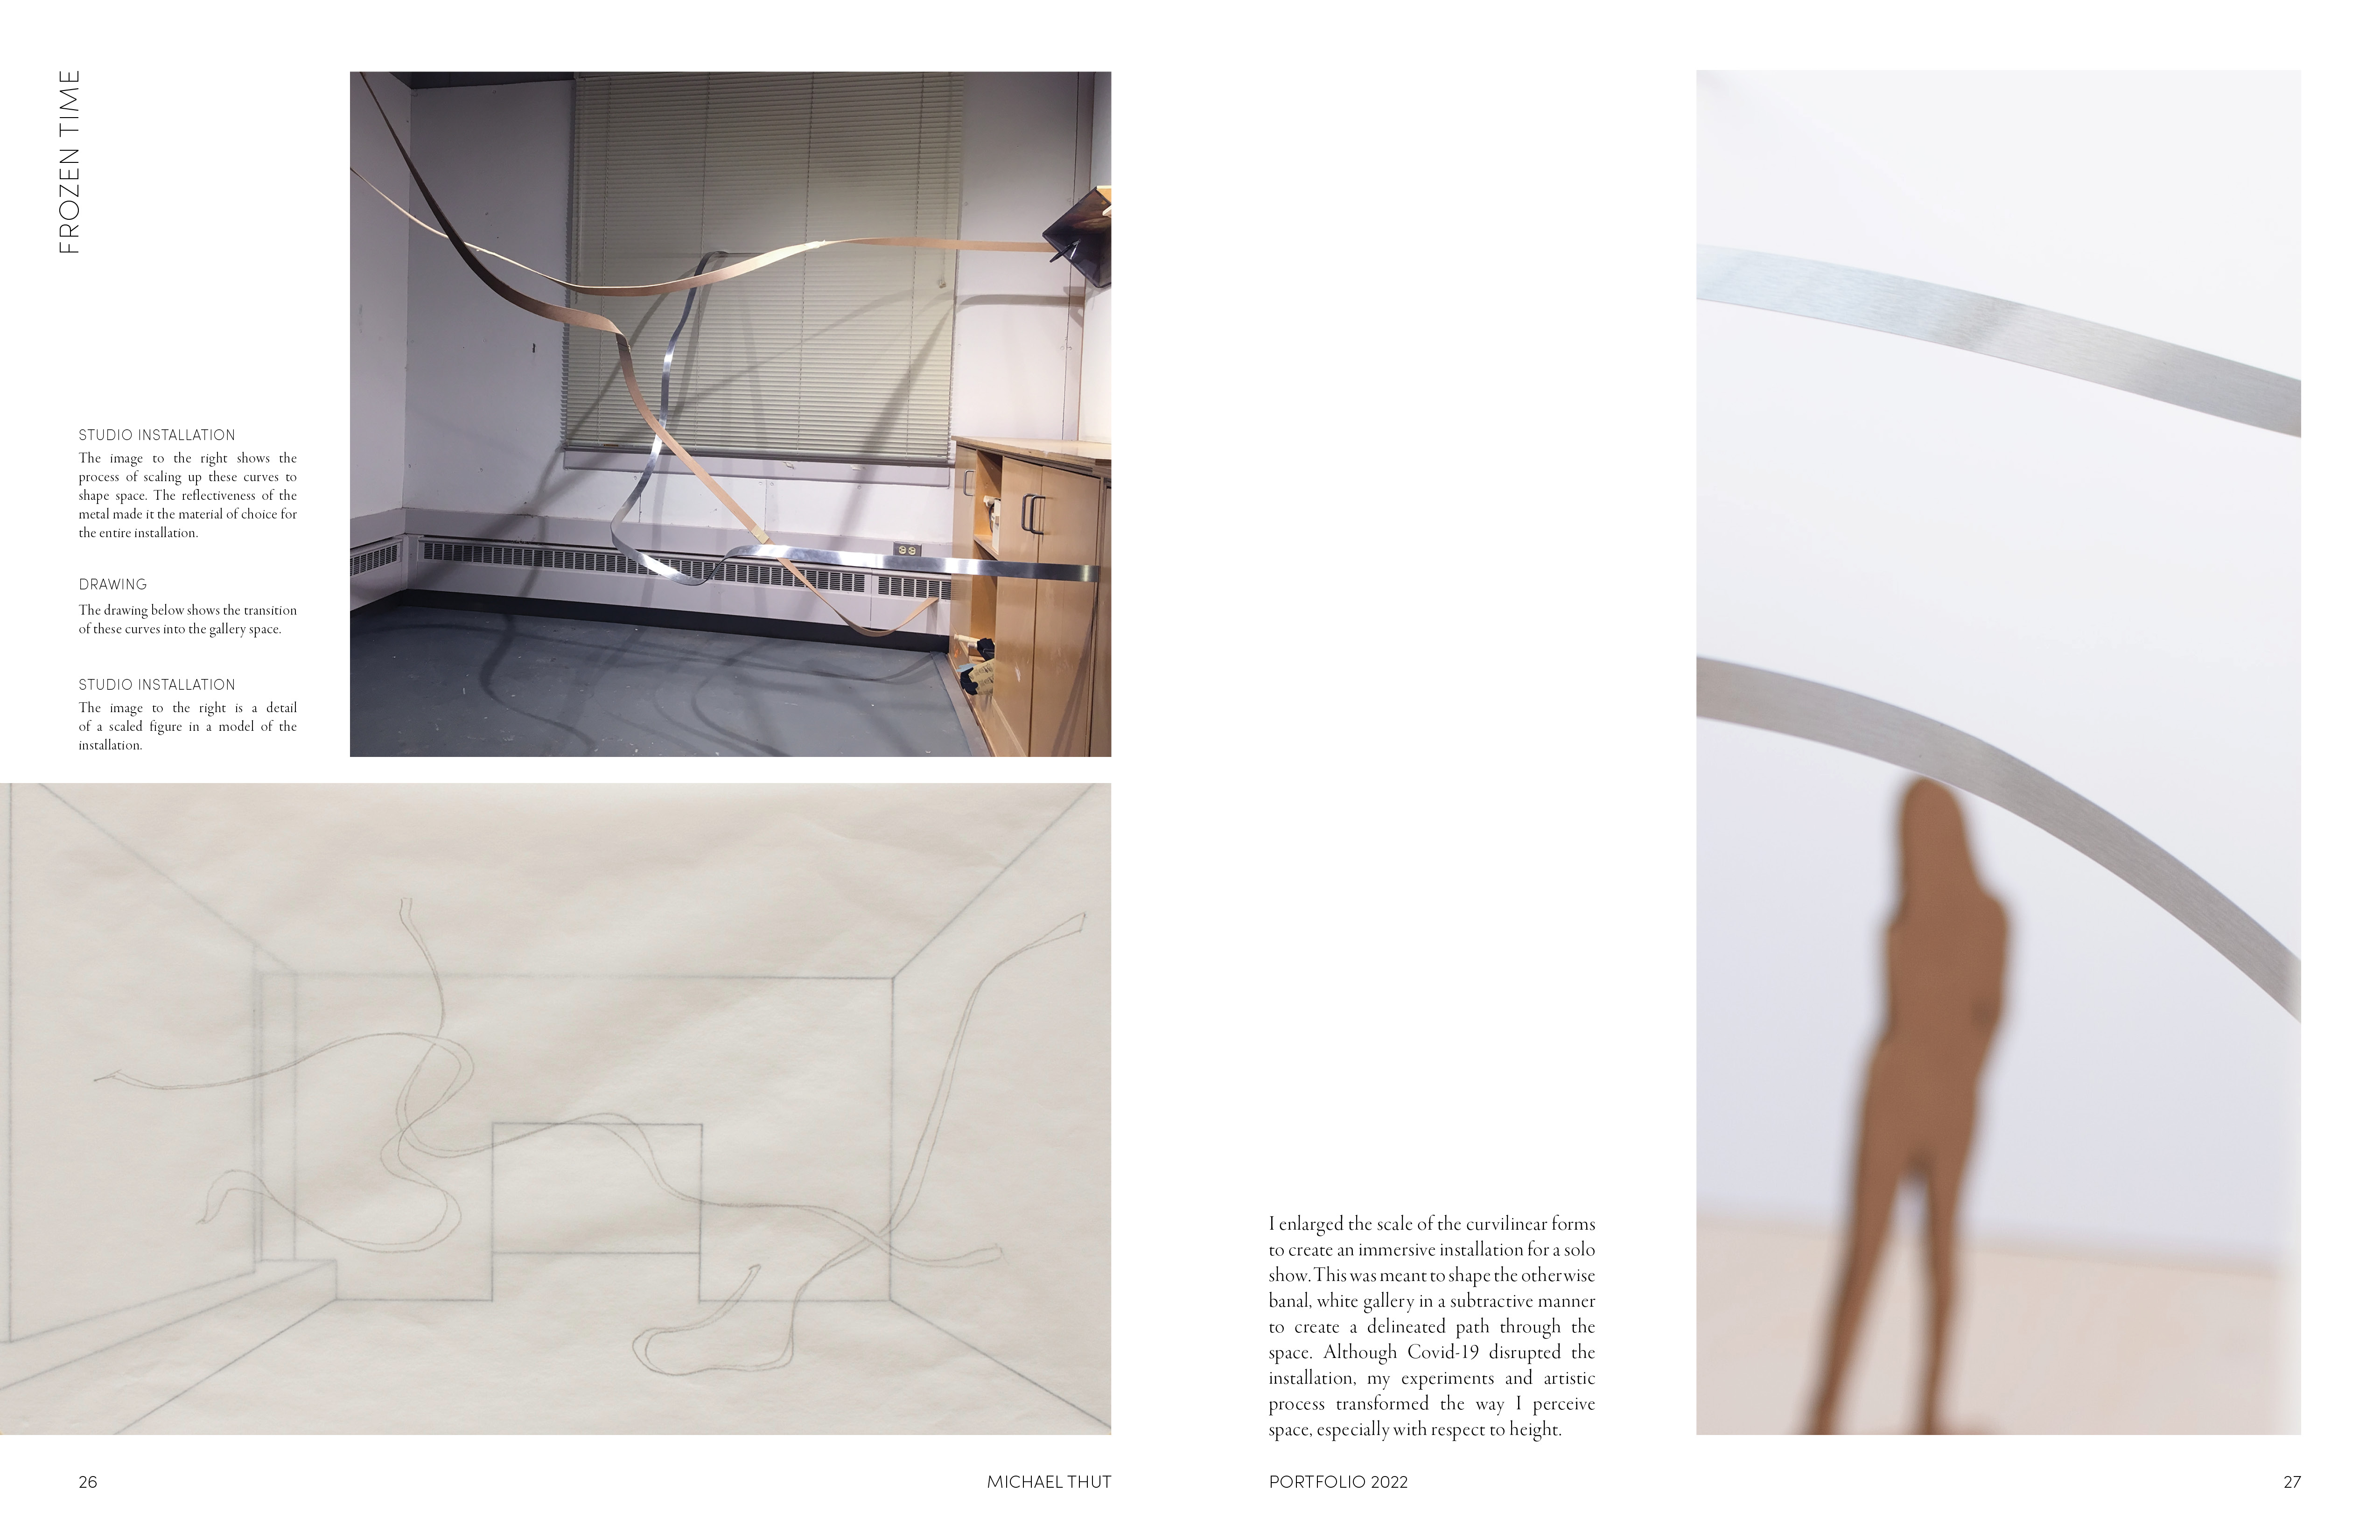 FROZEN TIME
STUDIO INSTALLATION
The image to the right shows the
process of scaling up these curves to
shape space. The reflectiveness of the
metal made it the material of choice for
the entire installation.
DRAWING
The drawing below shows the transition
of these curves into the gallery space.
STUDIO INSTALLATION
The image to the right is a detail
of a scaled figure in a model of the
installation.
I enlarged the scale of the curvilinear forms
to create an immersive installation for a solo
show. This was meant to shape the otherwise
banal, white gallery in a subtractive manner
to create a delineated path through the
space. Although Covid-19 disrupted the
installation, my experiments and artistic
process transformed the way I perceive
space, especially with respect to height.
26
MICHAEL THUT
PORTFOLIO 2022
27